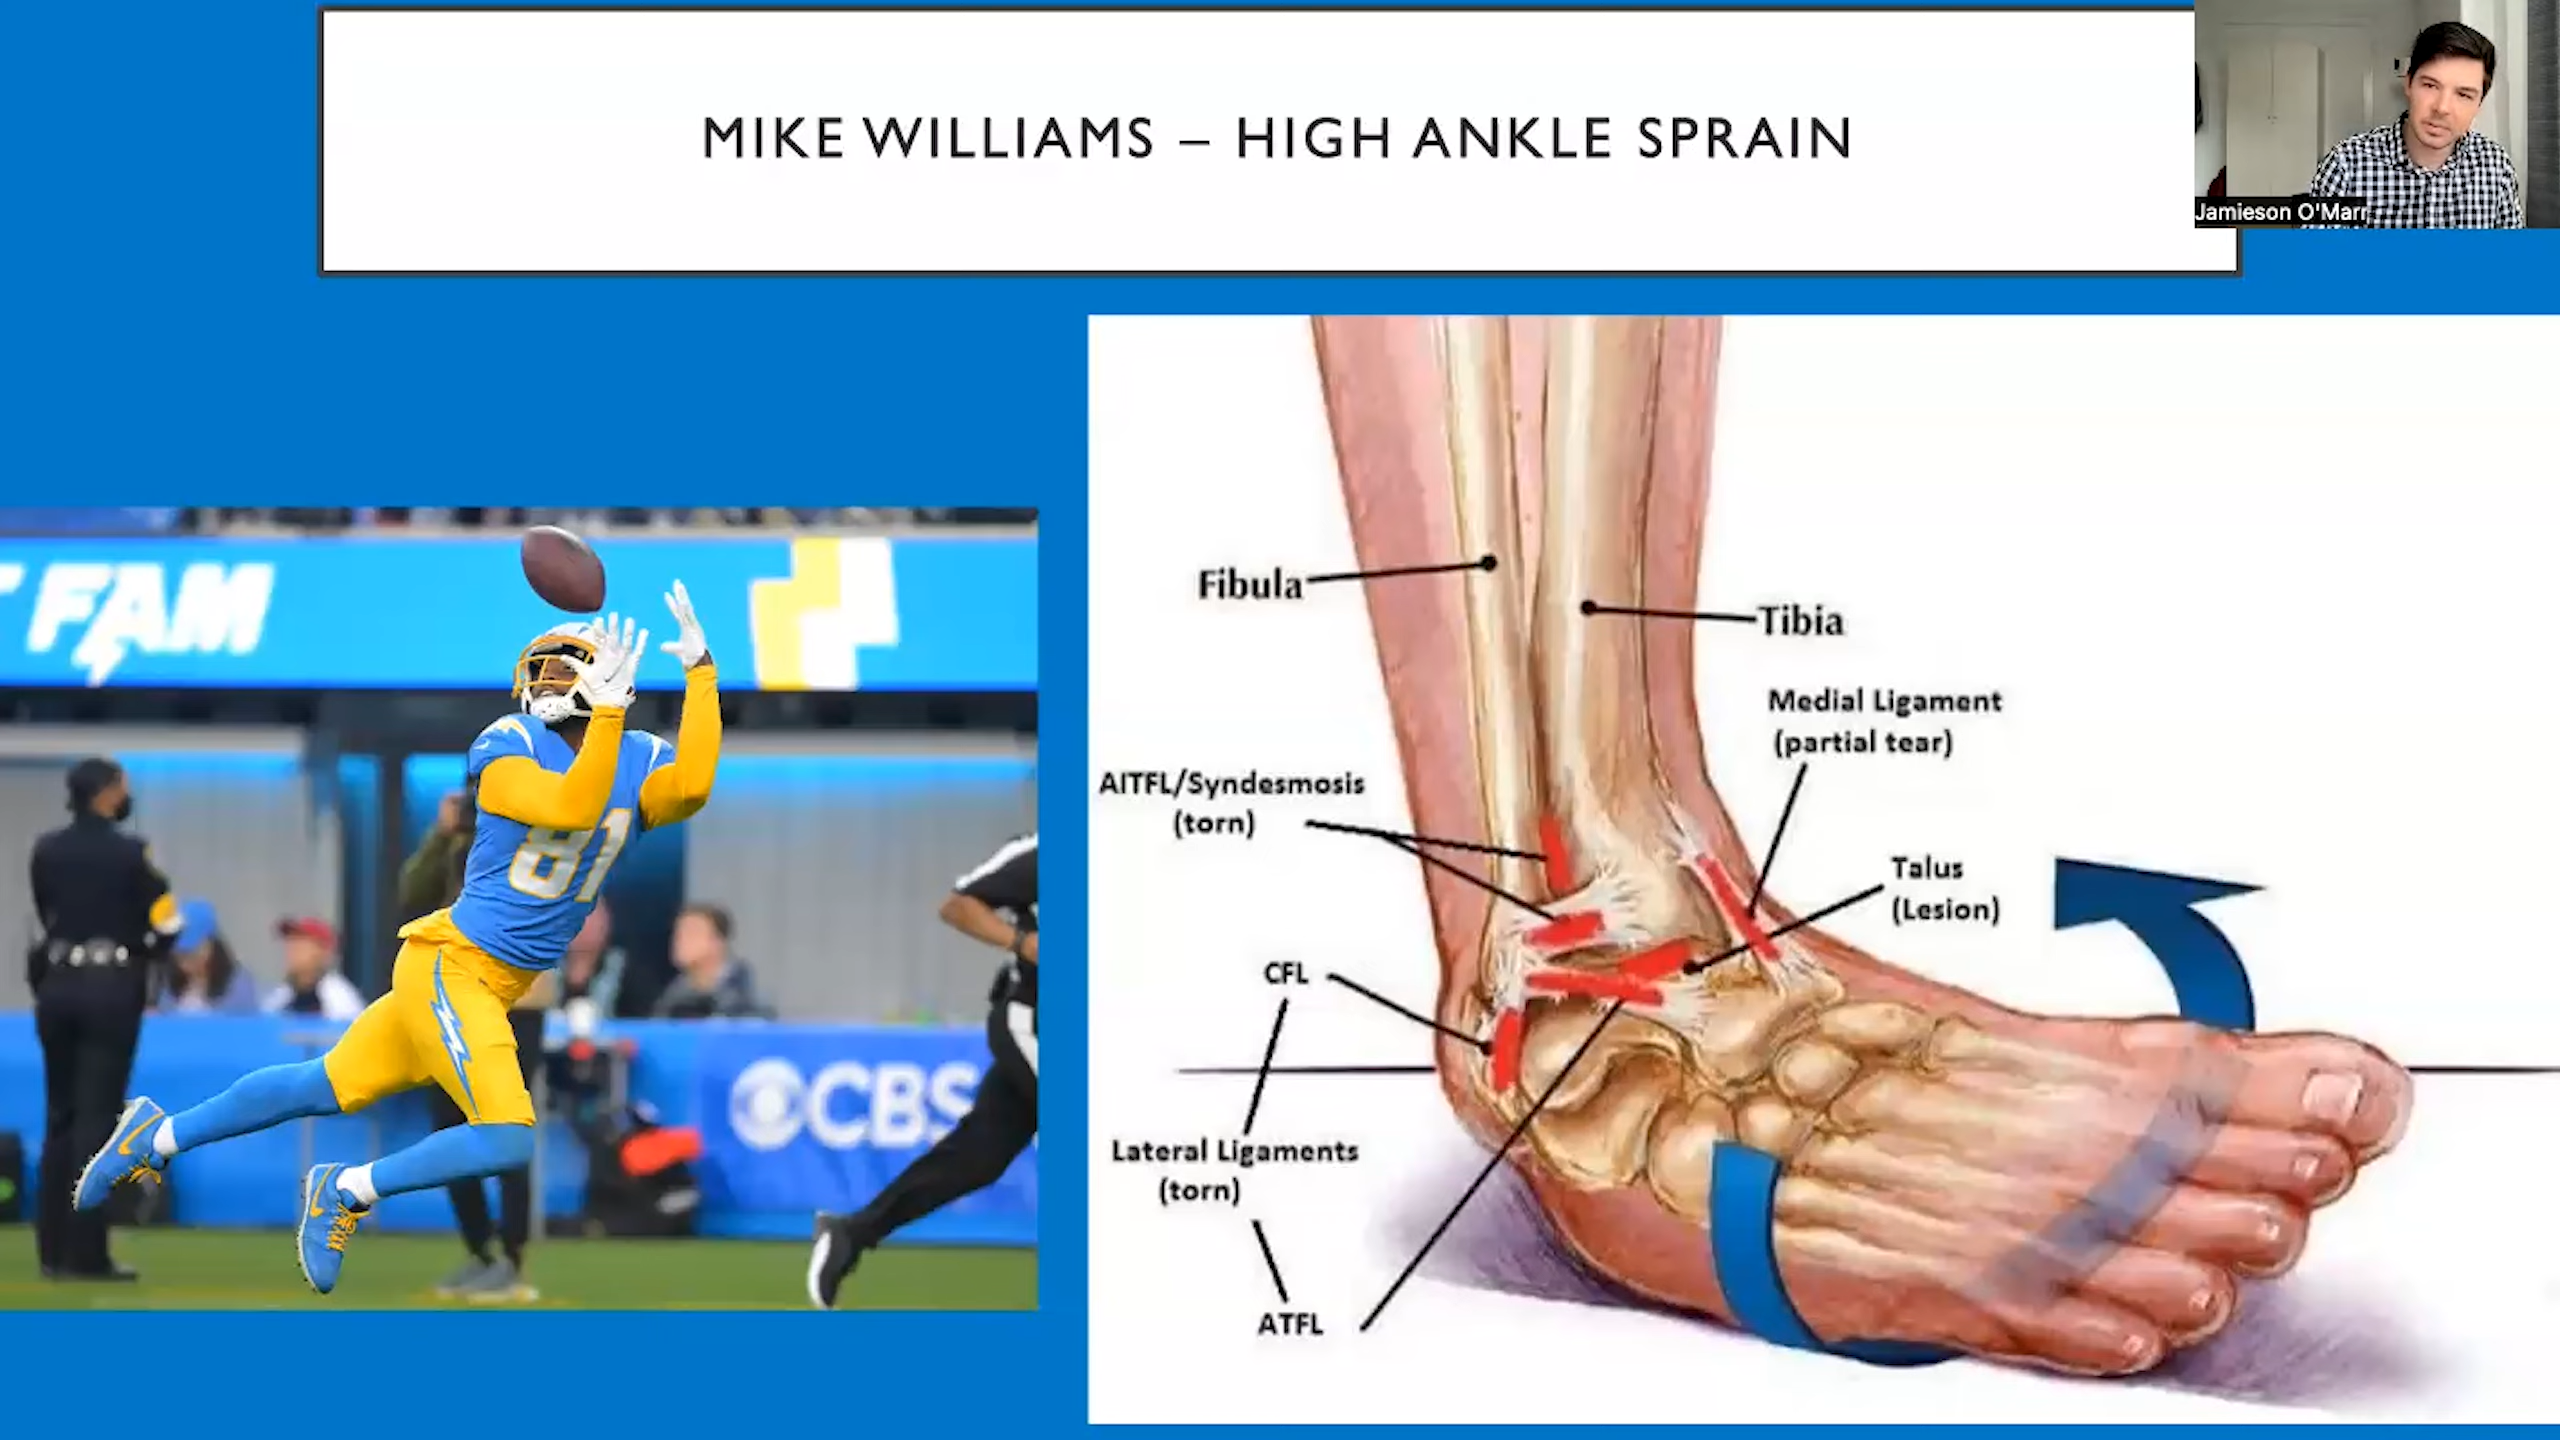 MIKE WILLIAMS – HIGH ANKLE SPRAIN
Jamieson O'Marr
FAM
81
CBS
Fibula
Tibia
Medial Ligament
(partial tear)
AITFL/Syndesmosis
(torn)
Talus
(Lesion)
CFL
Lateral Ligaments
(torn)
ATFL